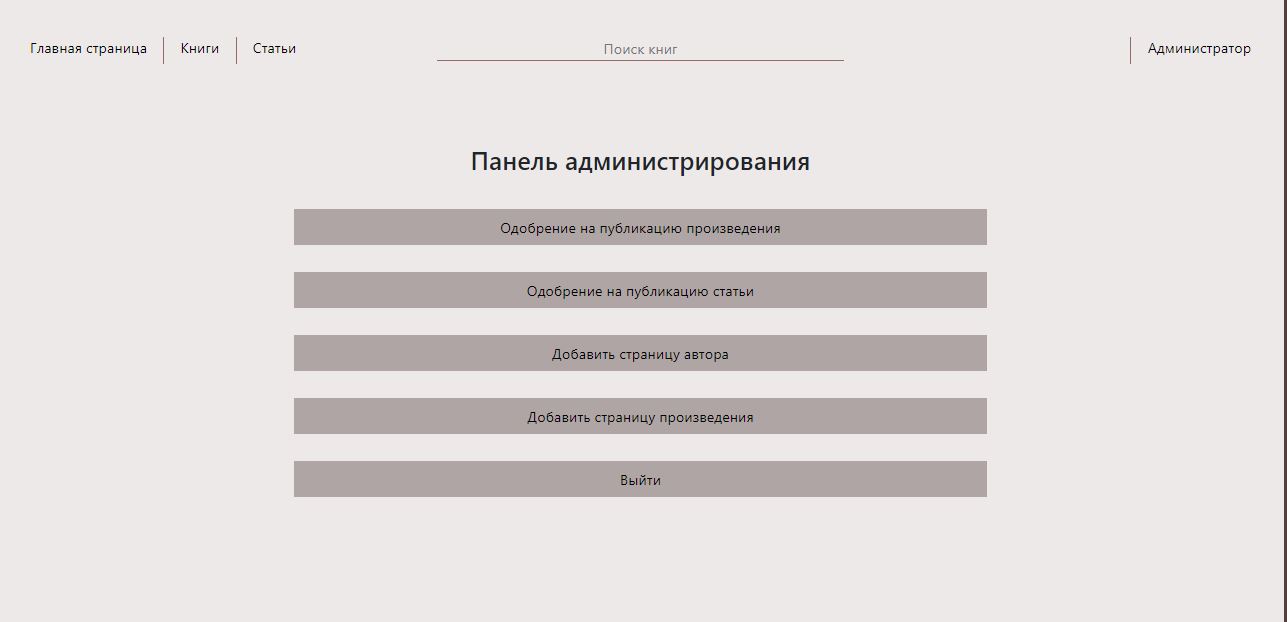 Главная страница
Книги
Статьи
Поиск книг
Администратор
Панель администрирования
Одобрение на публикацию произведения
Одобрение на публикацию статьи
Добавить страницу автора
Добавить страницу произведения
Выйти